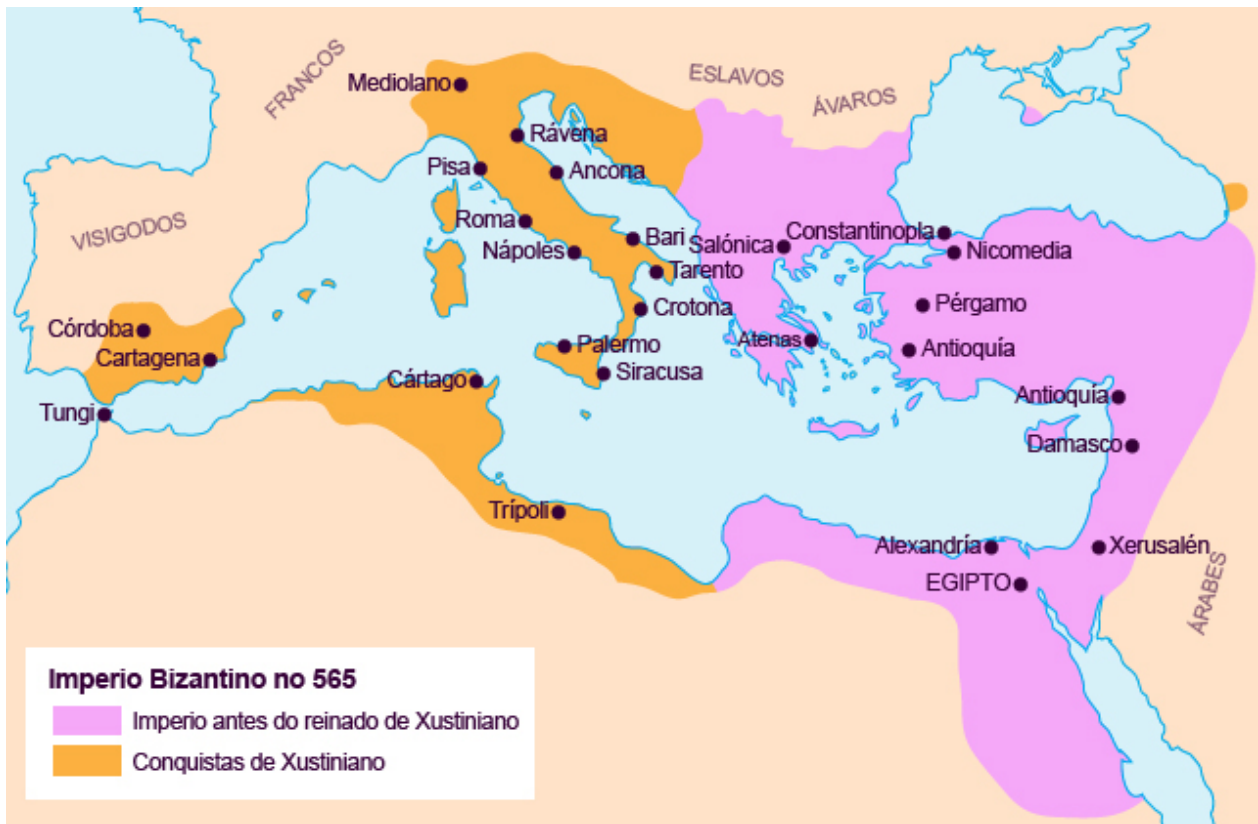 ESLAVOS
ÁVAROS
FRANCOS
Mediolano
Rávena
Pisa
Ancona
VISIGODOS
Roma
Bari
Constantinopla
Salónica
Nápoles
Nicomedia
Tarento
Pérgamo
Crotona
Córdoba
Atenas
Palermo
Antioquía
Cartagena
Siracusa
Cártago
Antioquía
Tungi
Damasco
Trípoli
Alexandría
Xerusalén
EGIPTO
ÁRABES
Imperio Bizantino no 565
Imperio antes do reinado de Xustiniano
Conquistas de Xustiniano